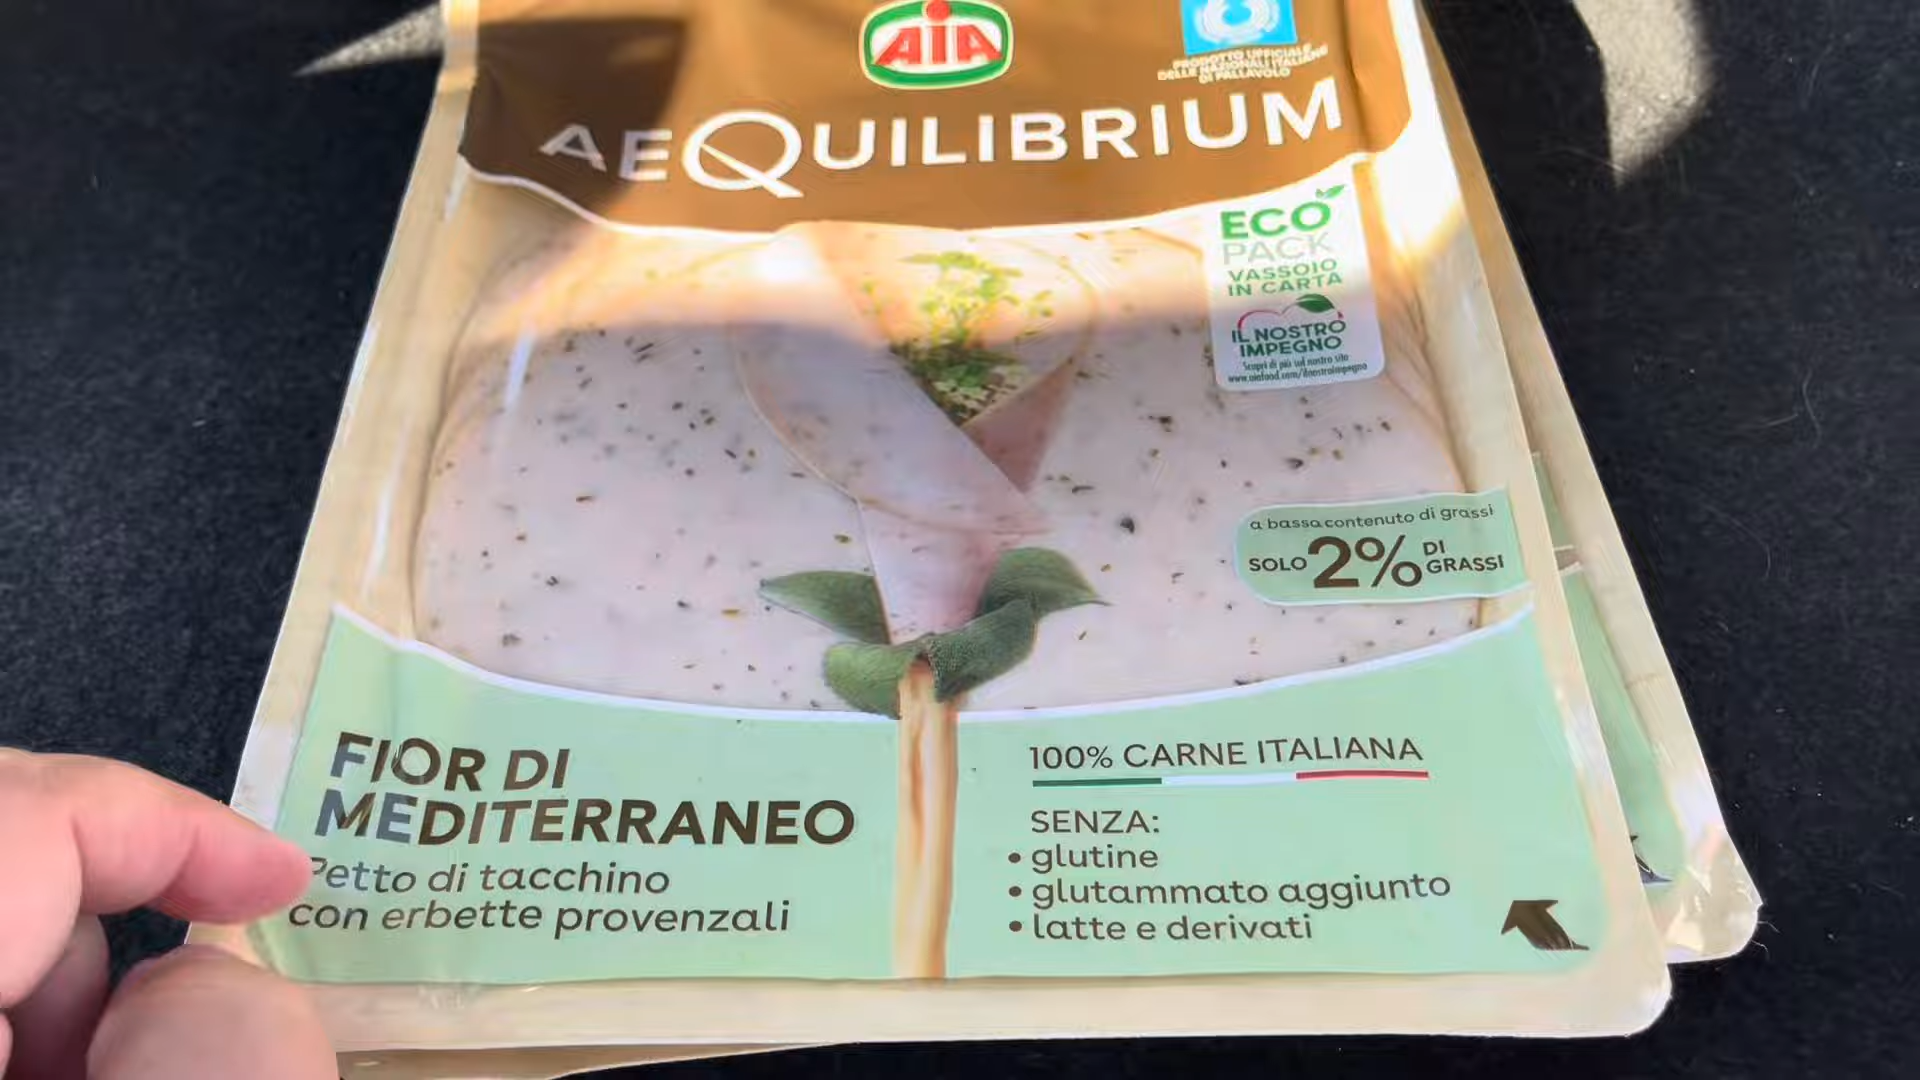 AIA
PRODOTTO UFFICIALE
DELLE NAZIONALI ITALIANE
DI PALLAVOLO
AEQUILIBRIUM
ECO
PACK
VASSOIO
IN CARTA
IL NOSTRO
IMPEGNO
Scopri di più sul nostro sito
www.aiafood.com/ilnostroimpegno
a basso contenuto di grassi
SOLO 2% DI GRASSI
FIOR DI
MEDITERRANEO
Petto di tacchino
con erbette provenzali
100% CARNE ITALIANA
SENZA:
• glutine
• glutammato aggiunto
• latte e derivati